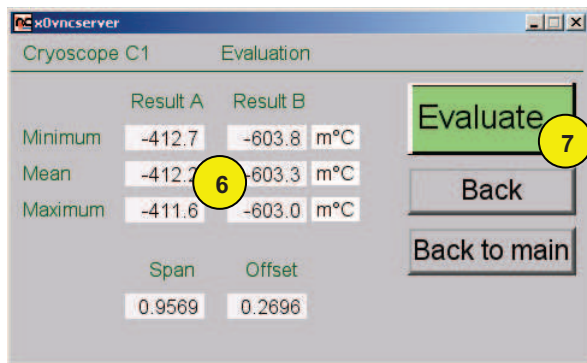 x0vncserver
Cryoscope C1 Evaluation
Result A Result B
Minimum -412.7 -603.8 m°C
Mean -412.2 6 -603.3 m°C
Maximum -411.6 -603.0 m°C
Span Offset
0.9569 0.2696
Evaluate
7
Back
Back to main